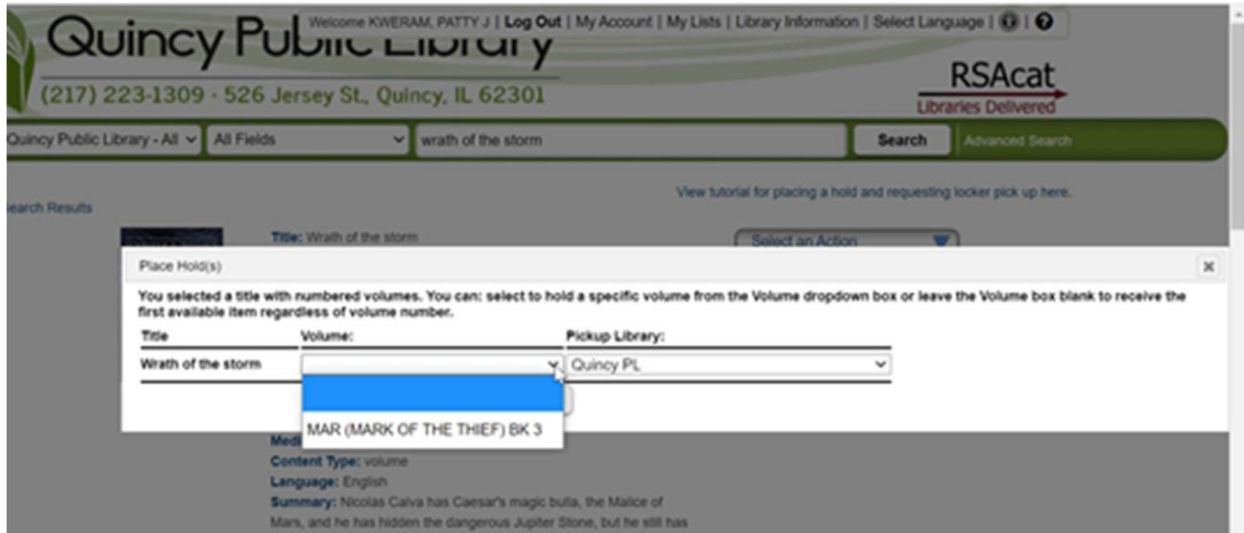 Welcome KWERAM, PATTY J | Log Out | My Account | My Lists | Library Information | Select Language |
Quincy Public Library
(217) 223-1309 · 526 Jersey St., Quincy, IL 62301
RSAcat
Libraries Delivered
Quincy Public Library - All
All Fields
wrath of the storm
Search
Advanced Search
View tutorial for placing a hold and requesting locker pick up here.
Search Results
Title: Wrath of the storm
Select an Action
Place Hold(s)
You selected a title with numbered volumes. You can: select to hold a specific volume from the Volume dropdown box or leave the Volume box blank to receive the
first available item regardless of volume number.
Title Volume: Pickup Library:
Wrath of the storm Quincy PL
MAR (MARK OF THE THIEF) BK 3
Content Type: volume
Language: English
Summary: Nicolas Calva has Caesar's magic bulla, the Malice of
Mars, and he has hidden the dangerous Jupiter Stone, but he still has